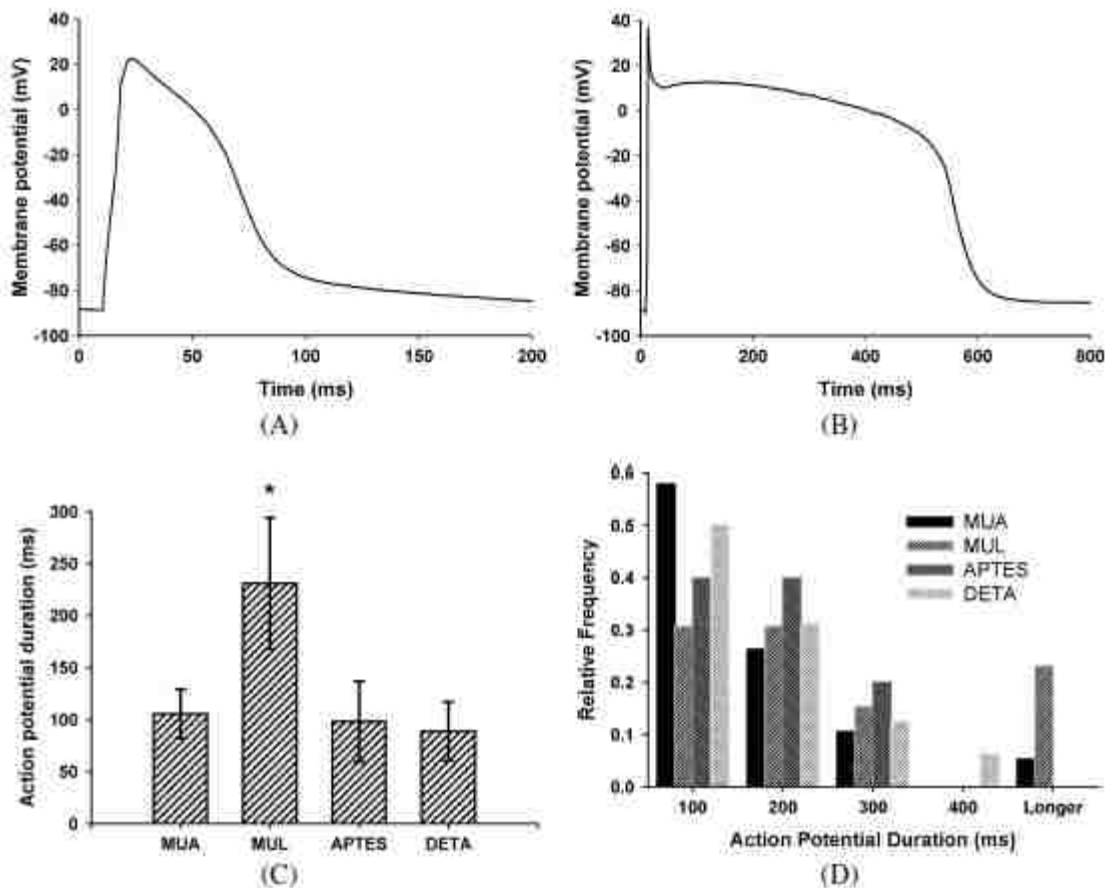 Membrane potential (mV)
40
20
0
-20
-40
-60
-80
-100
0 50 100 150 200
Time (ms)
(A)
Membrane potential (mV)
40
20
0
-20
-40
-60
-80
-100
0 200 400 600 800
Time (ms)
(B)
Action potential duration (ms)
300
250
200
150
100
50
0
*
MUA MUL APTES DETA
(C)
Relative Frequency
0.6
0.5
0.4
0.3
0.2
0.1
0.0
MUA
MUL
APTES
DETA
100 200 300 400 Longer
Action Potential Duration (ms)
(D)